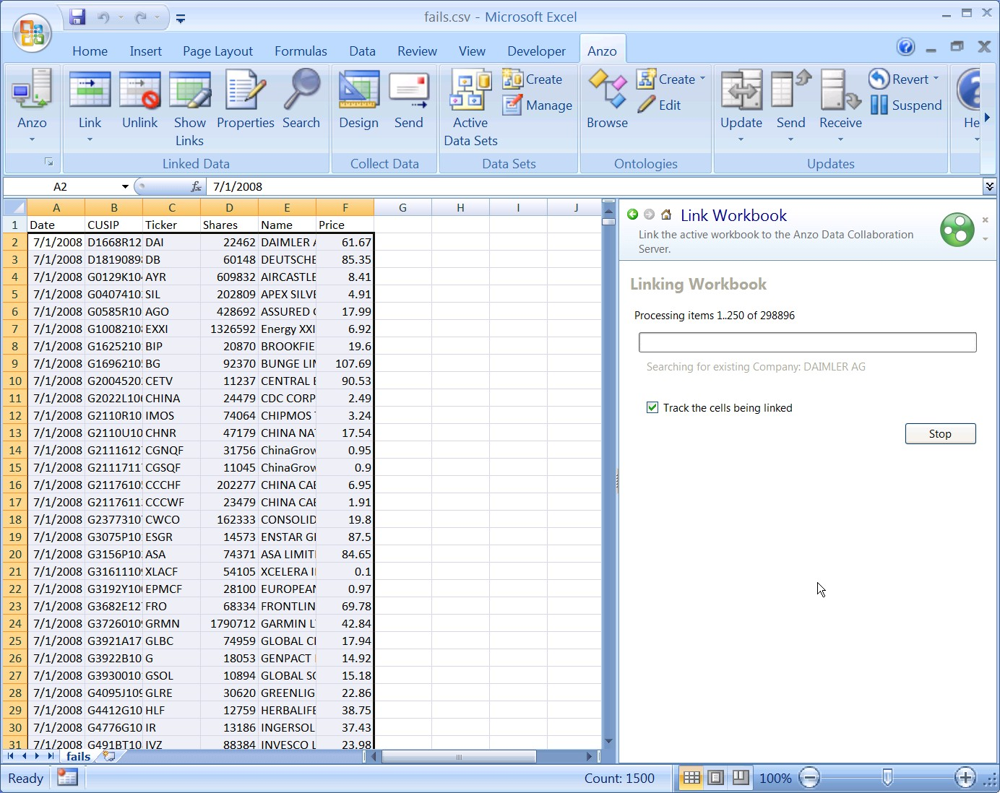 fails.csv - Microsoft Excel
Home Insert Page Layout Formulas Data Review View Developer Anzo
Anzo Link Unlink Show Links Properties Search Design Send Active Data Sets Create Manage Browse Create Edit Update Send Receive Revert Suspend He
Linked Data Collect Data Data Sets Ontologies Updates
A2 fx 7/1/2008
A B C D E F G H I J
1 Date CUSIP Ticker Shares Name Price
2 7/1/2008 D1668R12 DAI 22462 DAIMLER A 61.67
3 7/1/2008 D1819089 DB 60148 DEUTSCHE 85.35
4 7/1/2008 G0129K10 AYR 609832 AIRCASTLE 8.41
5 7/1/2008 G0407410 SIL 202809 APEX SILVE 4.91
6 7/1/2008 G0585R10 AGO 428692 ASSURED 17.99
7 7/1/2008 G1008210 EXXI 1326592 Energy XXI 6.92
8 7/1/2008 G1625210 BIP 20870 BROOKFIE 19.6
9 7/1/2008 G1696210 BG 92370 BUNGE LIM 107.69
10 7/1/2008 G2004520 CETV 11237 CENTRAL E 90.53
11 7/1/2008 G2022L10 CHINA 24479 CDC CORP 2.49
12 7/1/2008 G2110R10 IMOS 74064 CHIPMOS 3.24
13 7/1/2008 G2110U10 CHNR 47179 CHINA NA 17.54
14 7/1/2008 G2111612 CGNQF 31756 ChinaGrow 0.95
15 7/1/2008 G2111711 CGSQF 11045 ChinaGrow 0.9
16 7/1/2008 G2117610 CCCHF 202277 CHINA CAB 6.95
17 7/1/2008 G2117611 CCCWF 23479 CHINA CAB 1.91
18 7/1/2008 G2377310 CWCO 162333 CONSOLID 19.8
19 7/1/2008 G3075P10 ESGR 14573 ENSTAR G 87.5
20 7/1/2008 G3156P10 ASA 74371 ASA LIMIT 84.65
21 7/1/2008 G3161110 XLACF 54105 XCELERA I 0.1
22 7/1/2008 G3192Y10 EPMCF 28100 EUROPEAN 0.97
23 7/1/2008 G3682E12 FRO 68334 FRONTLIN 69.78
24 7/1/2008 G3726010 GRMN 1790712 GARMIN L 42.84
25 7/1/2008 G3921A17 GLBC 74959 GLOBAL C 17.94
26 7/1/2008 G3922B10 G 18053 GENPACT 14.92
27 7/1/2008 G3930010 GSOL 10894 GLOBAL SO 15.18
28 7/1/2008 G4095J10 GLRE 30620 GREENLIG 22.86
29 7/1/2008 G4412G10 HLF 12759 HERBALIFE 38.75
30 7/1/2008 G4776G10 IR 13186 INGERSOL 37.43
31 7/1/2008 G491BT10 IVZ 88384 INVESCO L 23.98
Link Workbook
Link the active workbook to the Anzo Data Collaboration
Server.
Linking Workbook
Processing items 1..250 of 298896
Searching for existing Company: DAIMLER AG
Track the cells being linked
Stop
fails
Ready Count: 1500 100%